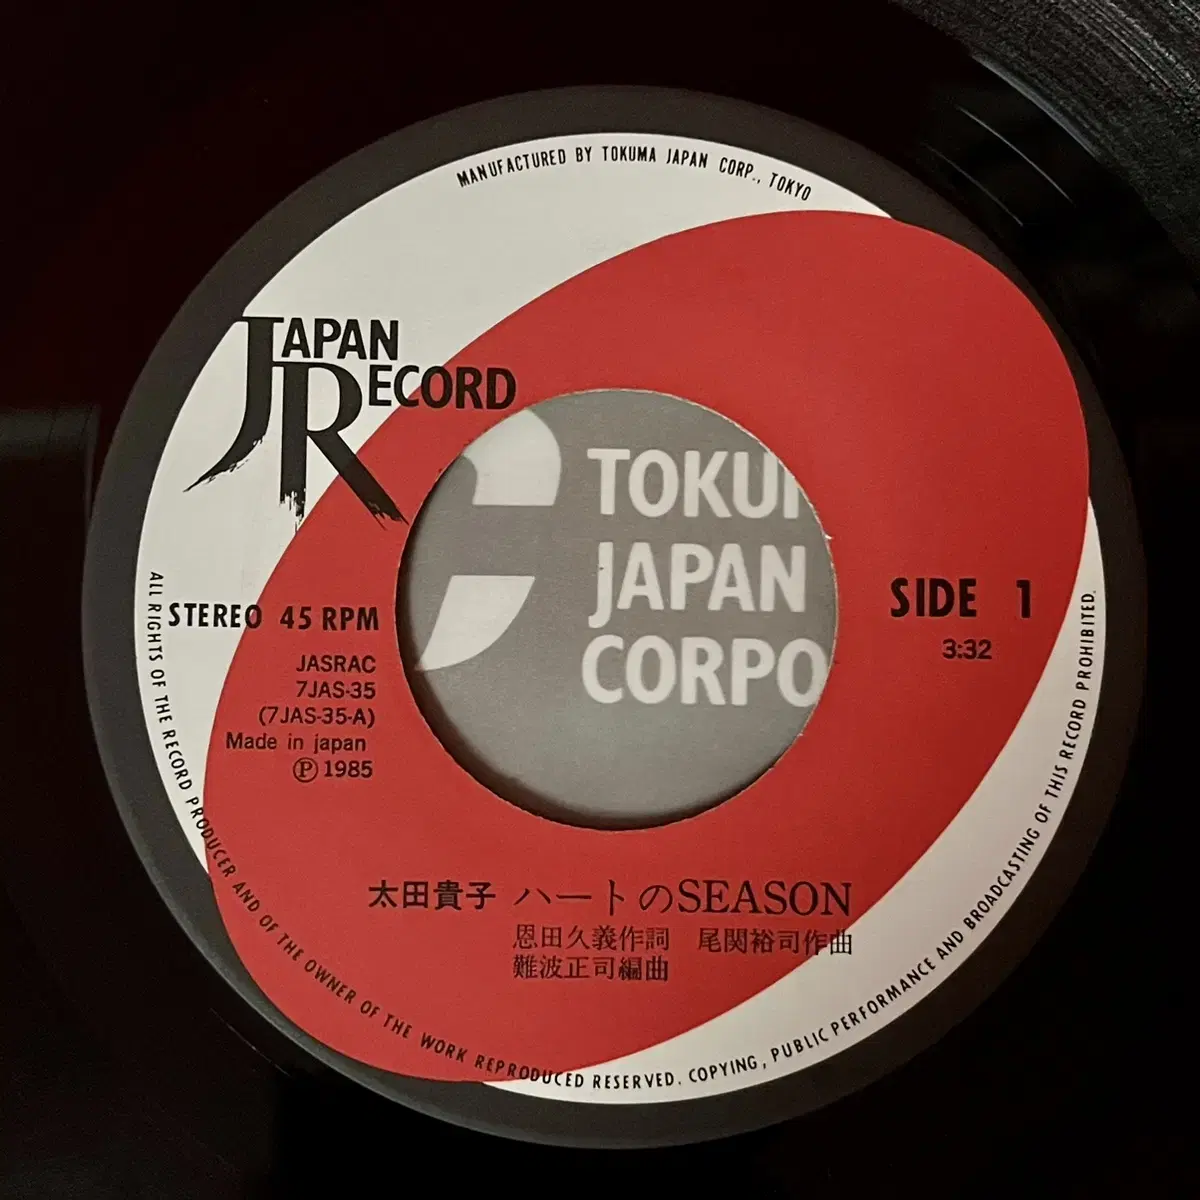 MANUFACTURED BY TOKUMA JAPAN CORP., TOKYO
JAPAN
RECORD
TOKU
JAPAN
CORPO
STEREO 45 RPM
SIDE 1
3:32
JASRAC
7JAS-35
(7JAS-35-A)
Made in japan
Ⓟ 1985
太田貴子 ハートのSEASON
恩田久義作詞 尾関裕司作曲
難波正司編曲
ALL RIGHTS OF THE RECORD PRODUCER AND OF THE OWNER OF THE WORK REPRODUCED RESERVED. COPYING, PUBLIC PERFORMANCE AND BROADCASTING OF THIS RECORD PROHIBITED.